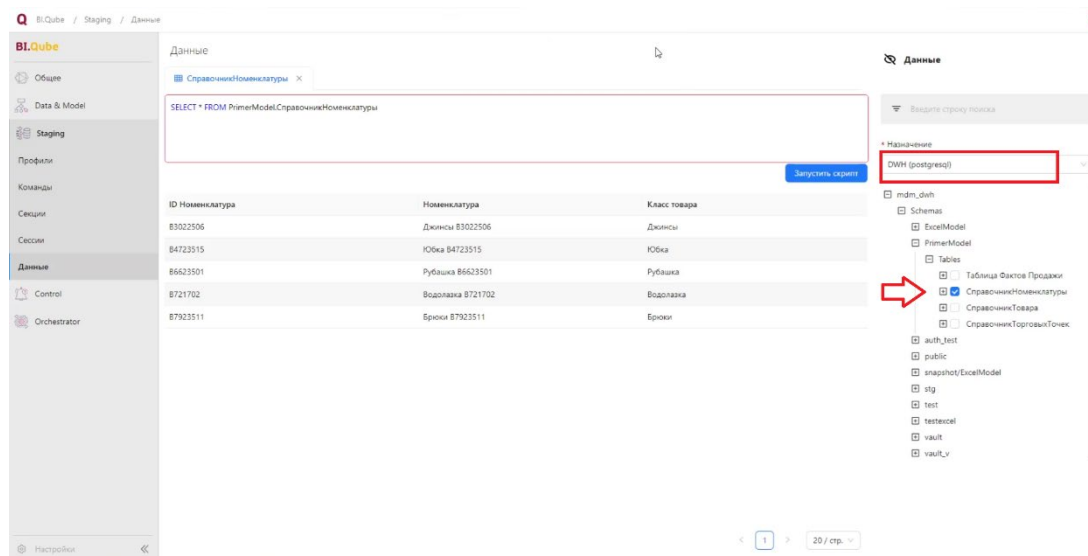 BI.Qube / Staging / Данные
BI.Qube
Общее
Data & Model
Staging
Профили
Команды
Секции
Сессии
Данные
Control
Orchestrator
Настройки
Данные
СправочникНоменклатуры
SELECT * FROM PrimerModel.СправочникНоменклатуры
Запустить скрипт
ID Номенклатура Номенклатура Класс товара
B3022506 Джинсы B3022506 Джинсы
B4723515 Юбка B4723515 Юбка
B6623501 Рубашка B6623501 Рубашка
B721702 Водолазка B721702 Водолазка
B7923511 Брюки B7923511 Брюки
1 20 / стр.
Данные
Введите строку поиска
* Назначение
DWH (postgresql)
mdm_dwh
Schemas
ExcelModel
PrimerModel
Tables
Таблица Фактов Продажи
СправочникНоменклатуры
СправочникТовара
СправочникТорговыхТочек
auth_test
public
snapshot/ExcelModel
stg
test
testexcel
vault
vault_v